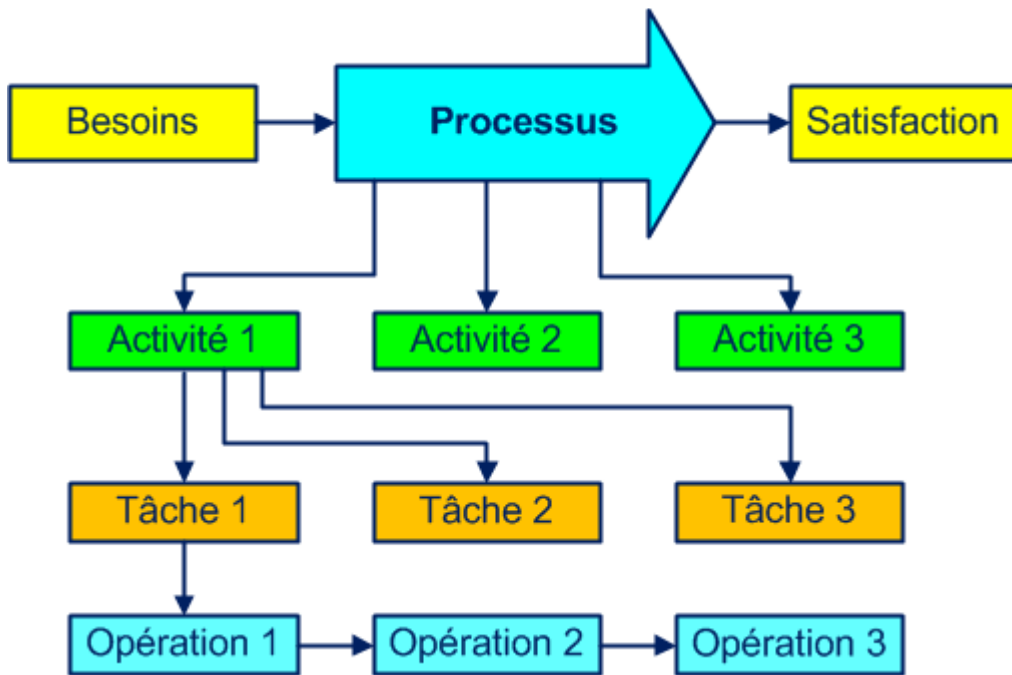 Besoins
Processus
Satisfaction
Activité 1
Activité 2
Activité 3
Tâche 1
Tâche 2
Tâche 3
Opération 1
Opération 2
Opération 3